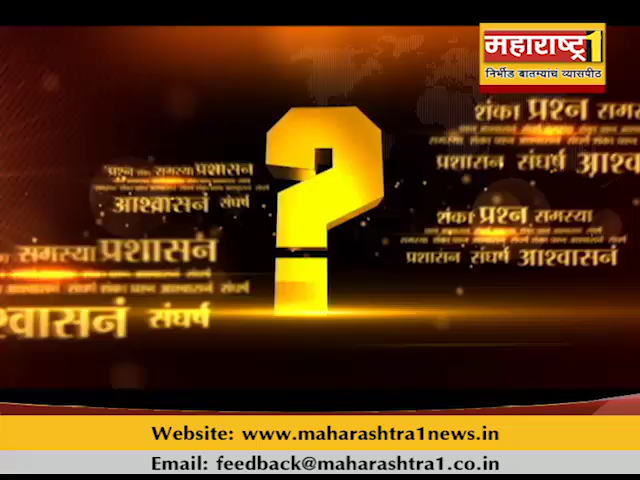 महाराष्ट्र1
निर्भीड बातम्यांचं व्यासपीठ
शंका प्रश्न समस
प्रशासन संघर्ष आश्वा
प्रश्न शंका समस्या प्रशासन
आश्वासनं संघर्ष
शंका प्रश्न समस्या
प्रशासन संघर्ष आश्वासनं
समस्या प्रशासन
श्वासनं संघर्ष
?
Website: www.maharashtra1news.in
Email: feedback@maharashtra1.co.in